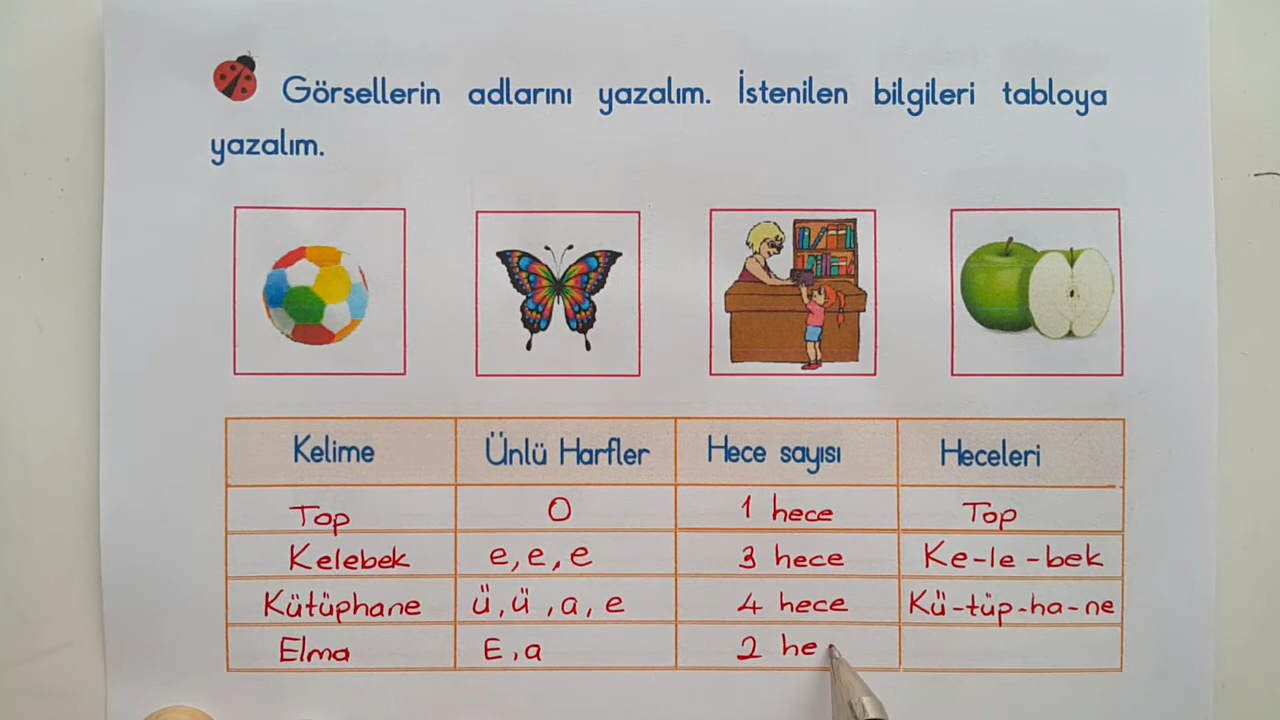 Görsellerin adlarını yazalım. İstenilen bilgileri tabloya
yazalım.
Kelime Ünlü Harfler Hece sayısı Heceleri
Top O 1 hece Top
Kelebek e, e, e 3 hece Ke-le-bek
Kütüphane ü, ü, a, e 4 hece Kü-tüp-ha-ne
Elma E, a 2 he